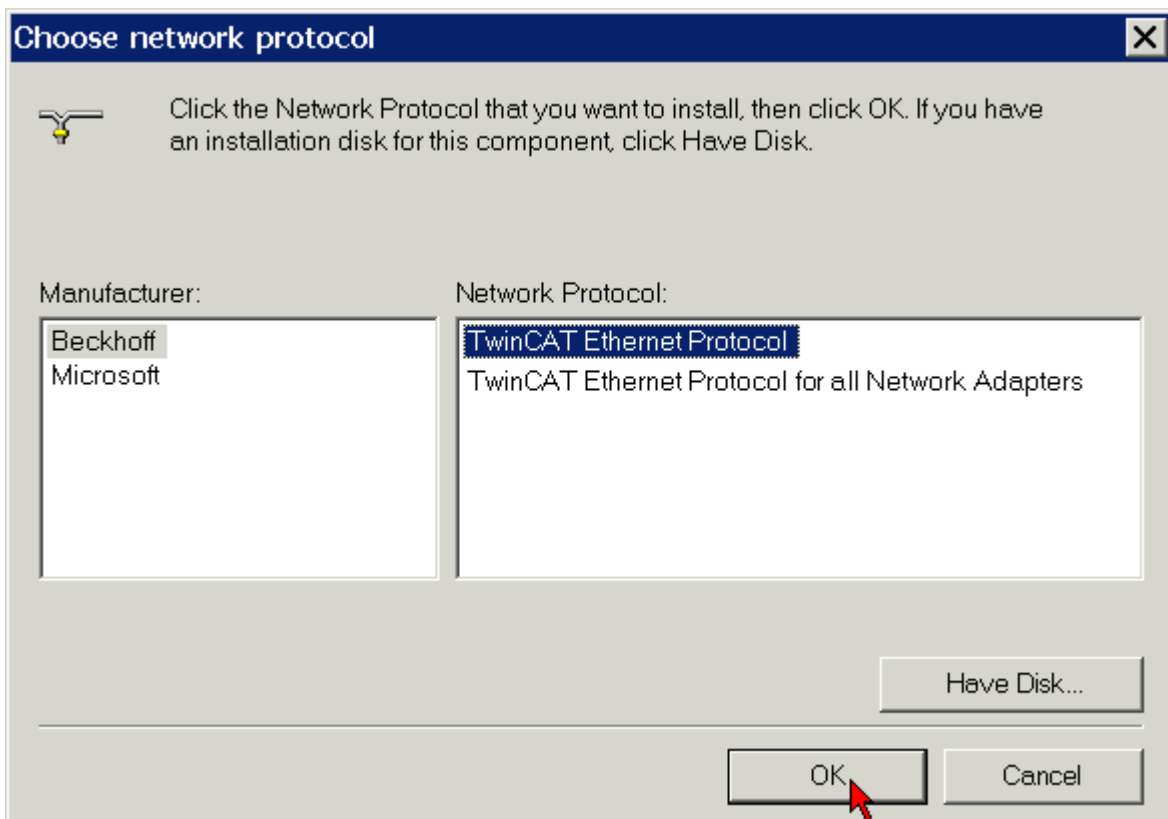 Choose network protocol
Click the Network Protocol that you want to install, then click OK. If you have
an installation disk for this component, click Have Disk.
Manufacturer:
Beckhoff
Microsoft
Network Protocol:
TwinCAT Ethernet Protocol
TwinCAT Ethernet Protocol for all Network Adapters
Have Disk...
OK
Cancel